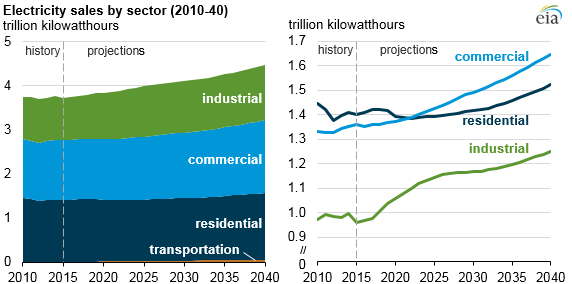 Electricity sales by sector (2010-40)
trillion kilowatthours
5
4
3
2
1
0
history
projections
industrial
commercial
residential
transportation
2010 2015 2020 2025 2030 2035 2040
trillion kilowatthours
eia
1.7
1.6
1.5
1.4
1.3
1.2
1.1
1.0
0.9
//
0
history
projections
commercial
residential
industrial
2010 2015 2020 2025 2030 2035 2040